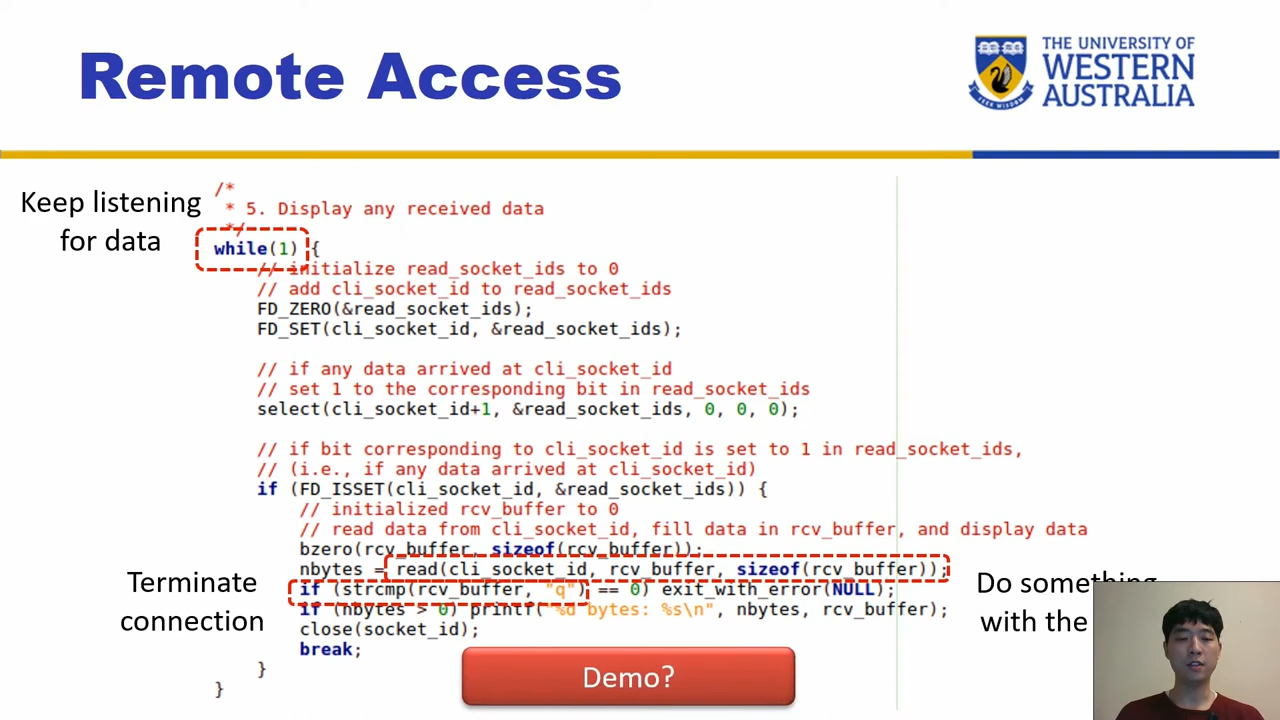 Remote Access
THE UNIVERSITY OF
WESTERN
AUSTRALIA
SEEK WISDOM
Keep listening
for data
/*
* 5. Display any received data
*/
while(1) {
// initialize read_socket_ids to 0
// add cli_socket_id to read_socket_ids
FD_ZERO(&read_socket_ids);
FD_SET(cli_socket_id, &read_socket_ids);
// if any data arrived at cli_socket_id
// set 1 to the corresponding bit in read_socket_ids
select(cli_socket_id+1, &read_socket_ids, 0, 0, 0);
// if bit corresponding to cli_socket_id is set to 1 in read_socket_ids,
// (i.e., if any data arrived at cli_socket_id)
if (FD_ISSET(cli_socket_id, &read_socket_ids)) {
// initialized rcv_buffer to 0
// read data from cli_socket_id, fill data in rcv_buffer, and display data
bzero(rcv_buffer, sizeof(rcv_buffer));
nbytes = read(cli_socket_id, rcv_buffer, sizeof(rcv_buffer));
if (strcmp(rcv_buffer, "q") == 0) exit_with_error(NULL);
if (nbytes > 0) printf("%d bytes: %s\n", nbytes, rcv_buffer);
close(socket_id);
break;
}
}
Terminate
connection
Do something
with the
Demo?